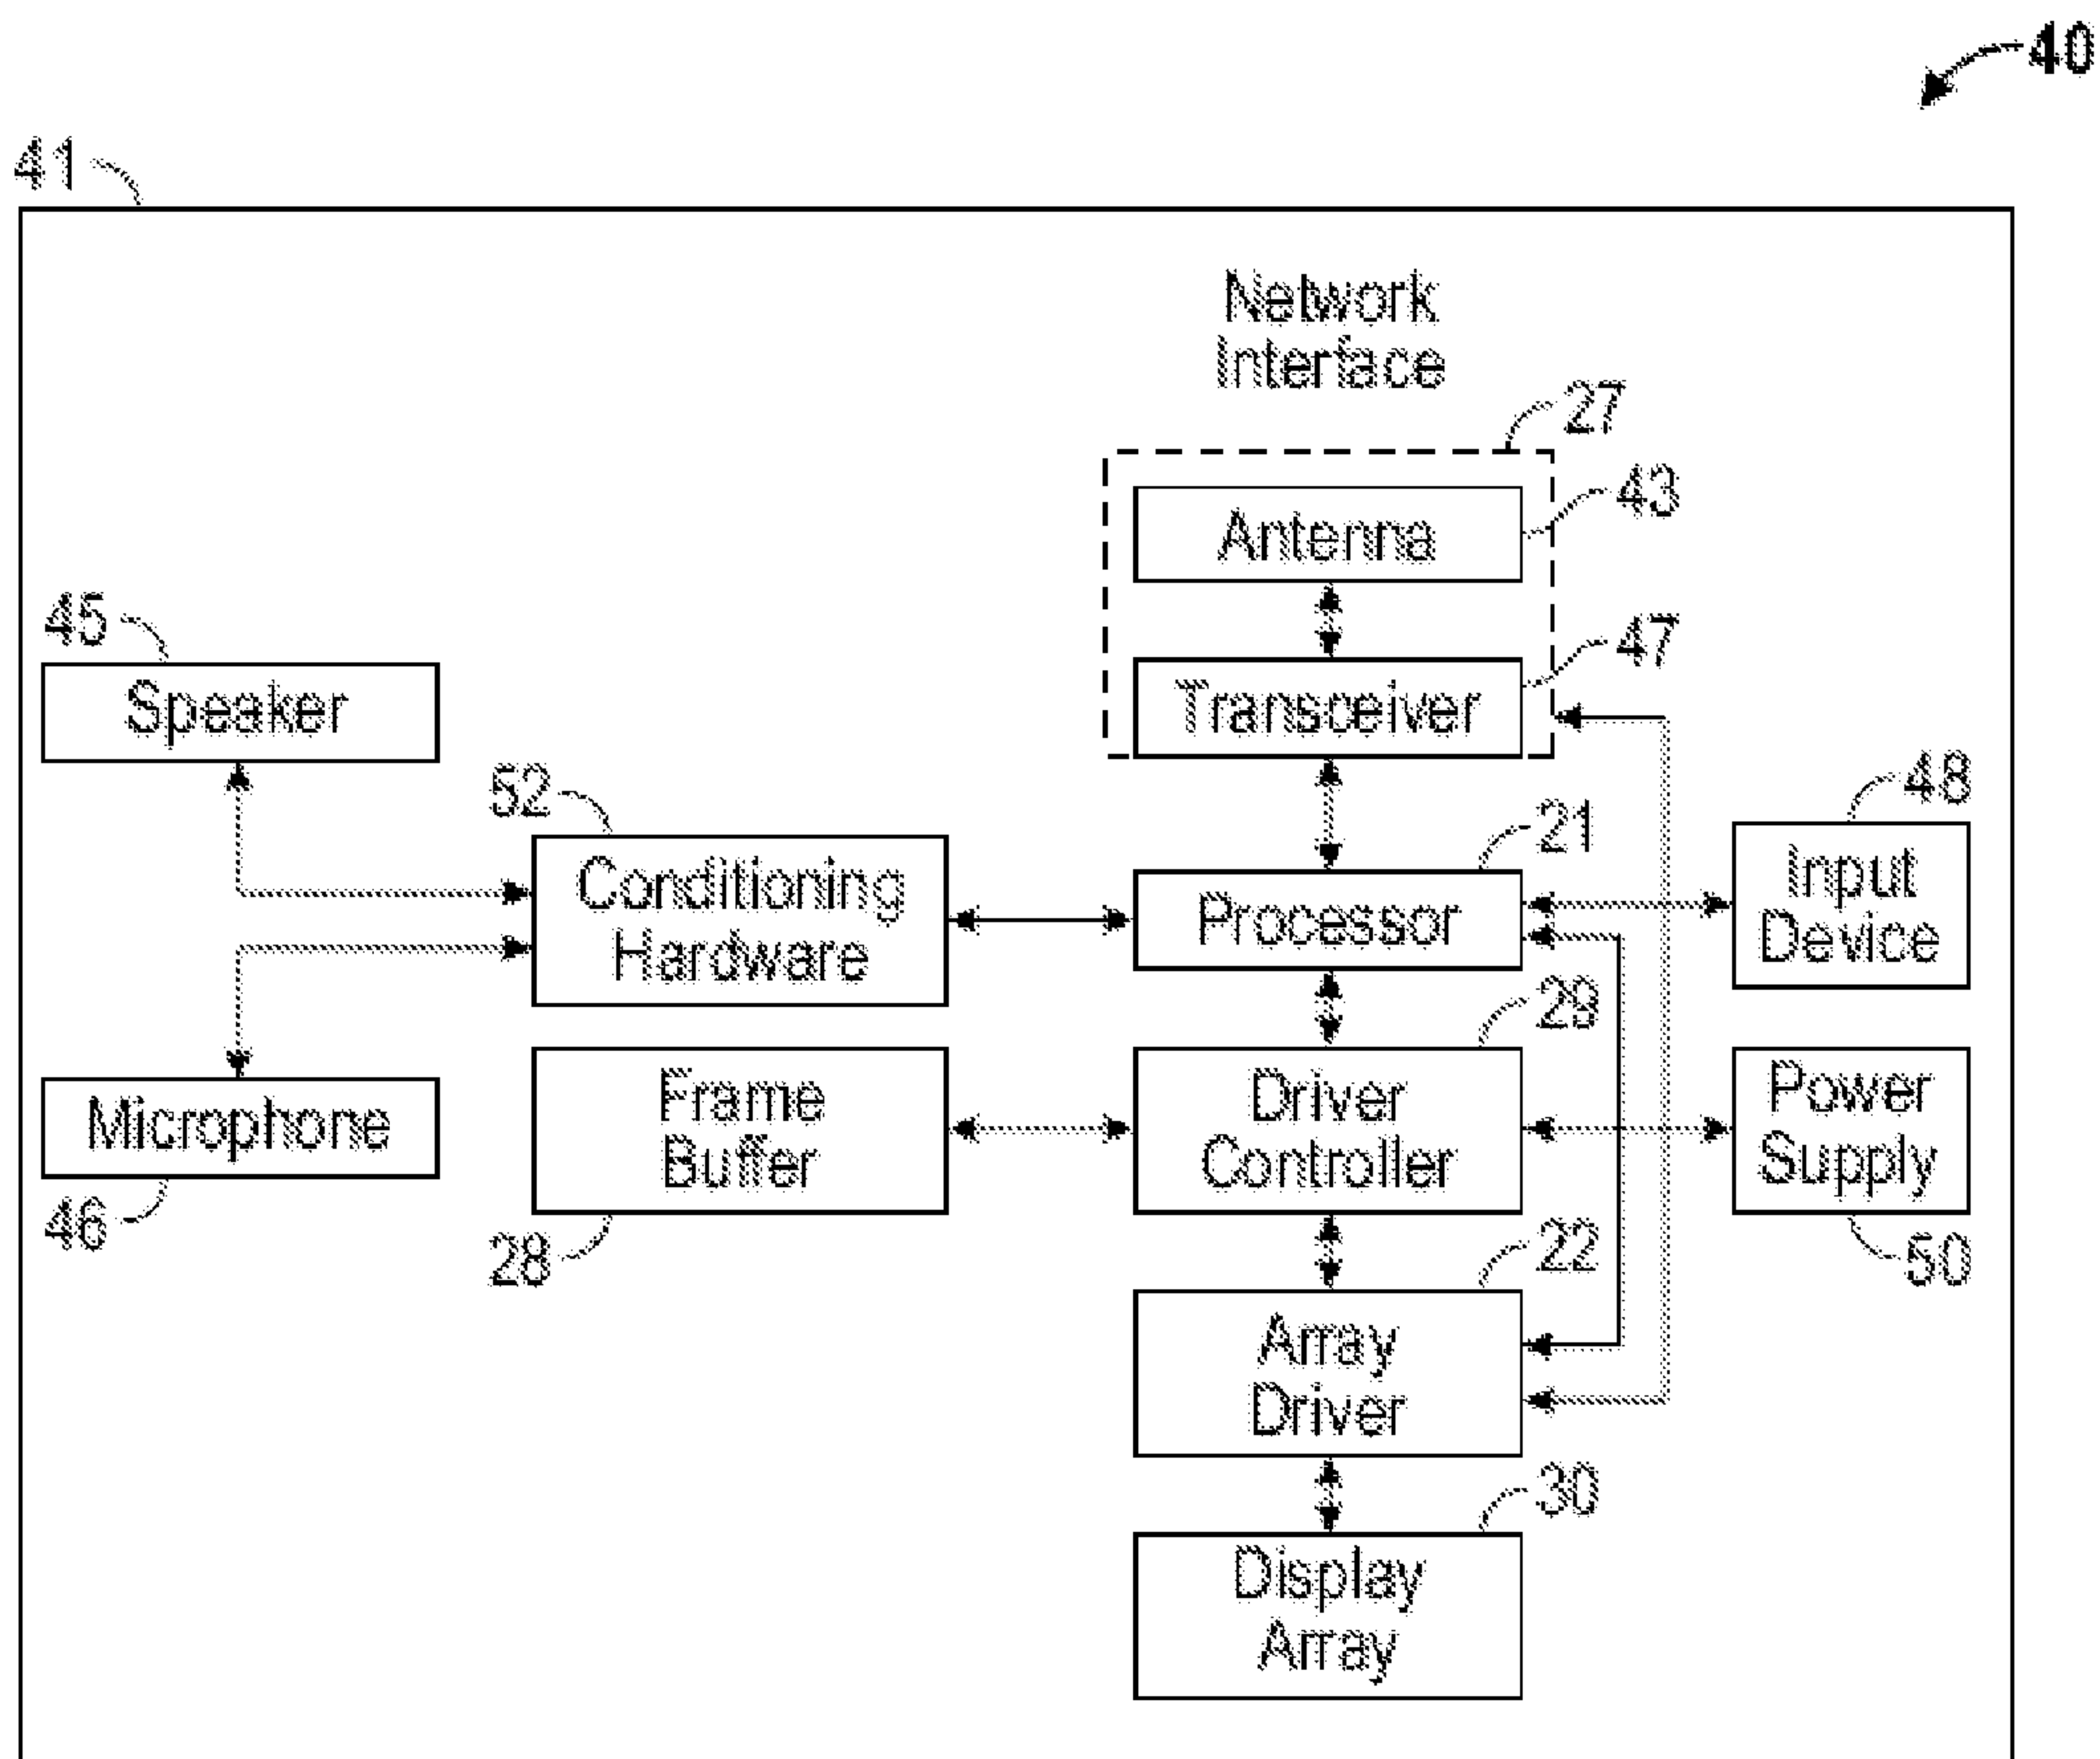 40
41
Network
Interface
27
Antenna
43
45
Speaker
Transceiver
47
52
Conditioning
Hardware
21
Processor
48
Input
Device
29
Microphone
46
Frame
Buffer
28
Driver
Controller
Power
Supply
50
22
Array
Driver
30
Display
Array